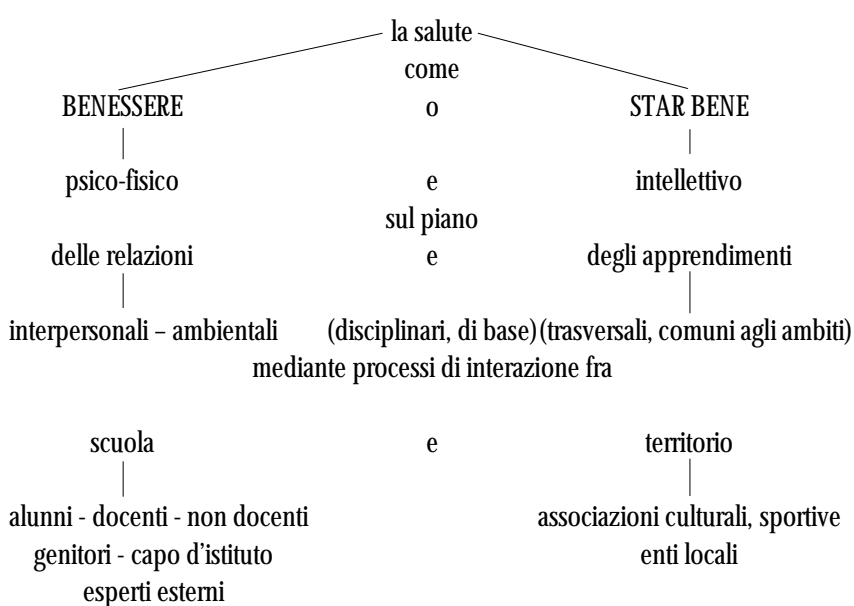 la salute
come
BENESSERE o STAR BENE
psico-fisico e intellettivo
sul piano
delle relazioni e degli apprendimenti
interpersonali – ambientali (disciplinari, di base) (trasversali, comuni agli ambiti)
mediante processi di interazione fra
scuola e territorio
alunni - docenti - non docenti associazioni culturali, sportive
genitori - capo d'istituto enti locali
esperti esterni